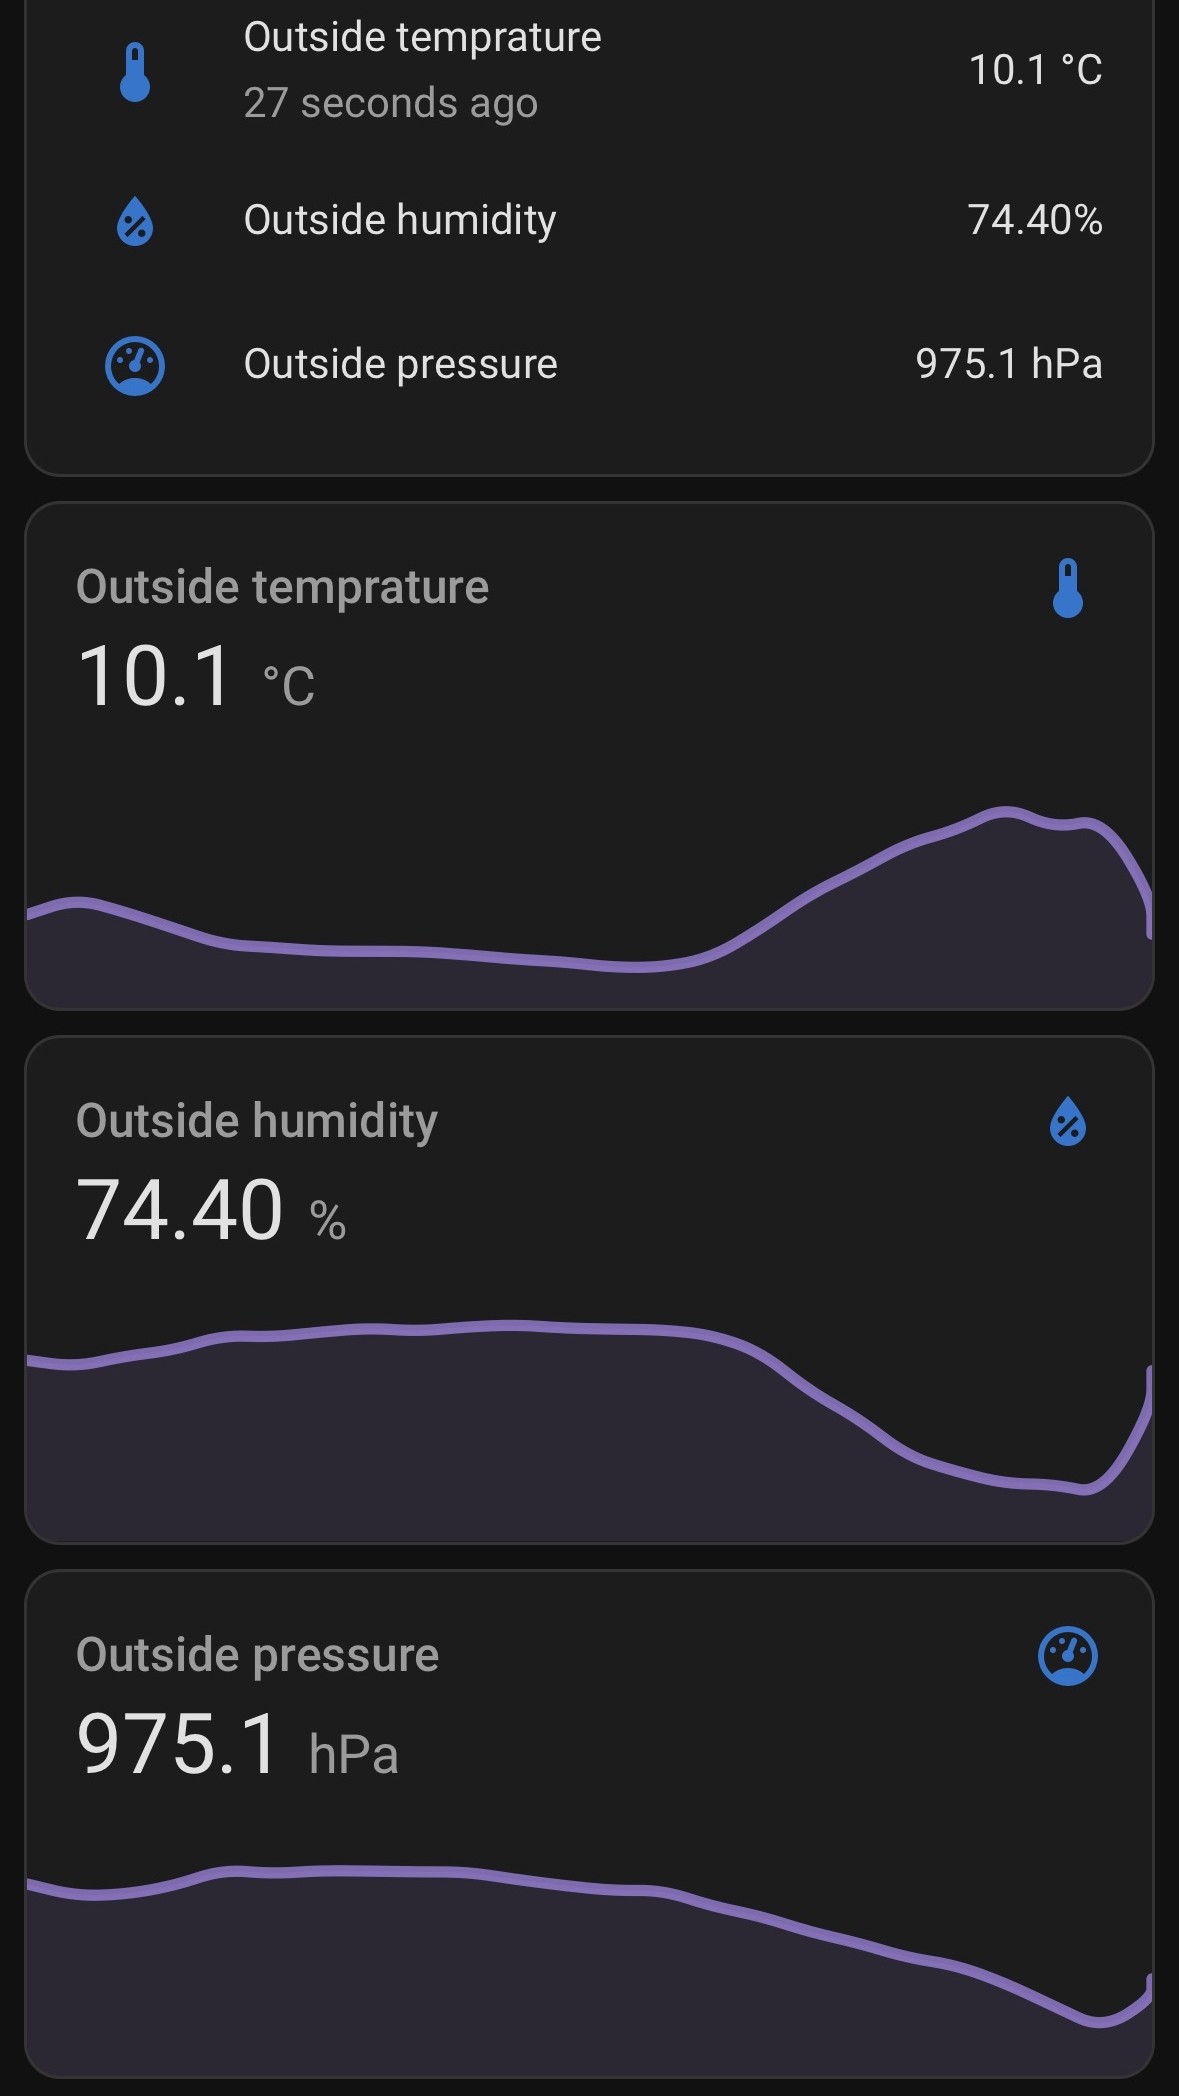 Outside temprature
27 seconds ago
10.1 °C
Outside humidity
74.40%
Outside pressure
975.1 hPa
Outside temprature
10.1 °C
Outside humidity
74.40 %
Outside pressure
975.1 hPa